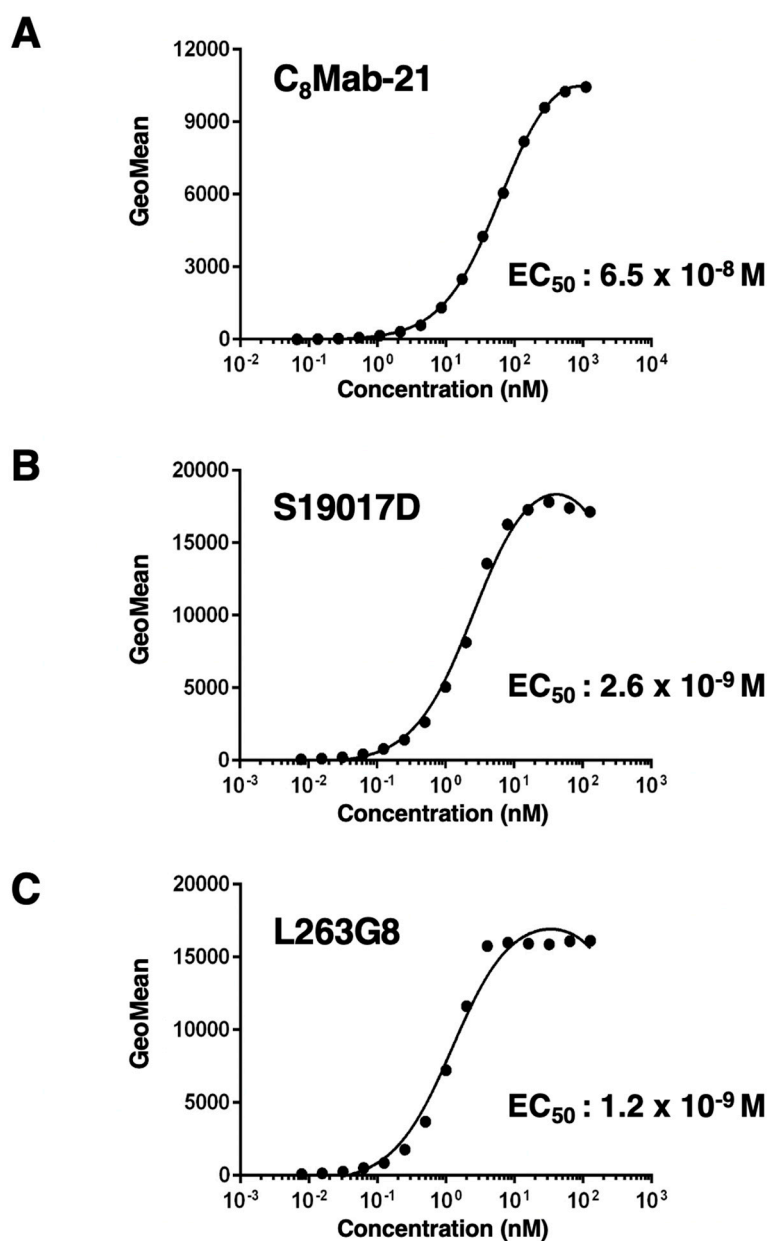 A
C₈Mab-21
GeoMean
12000
9000
6000
3000
0
EC₅₀ : 6.5 x 10⁻⁸ M
10⁻² 10⁻¹ 10⁰ 10¹ 10² 10³ 10⁴
Concentration (nM)
B
S19017D
GeoMean
20000
15000
10000
5000
0
EC₅₀ : 2.6 x 10⁻⁹ M
10⁻³ 10⁻² 10⁻¹ 10⁰ 10¹ 10² 10³
Concentration (nM)
C
L263G8
GeoMean
20000
15000
10000
5000
0
EC₅₀ : 1.2 x 10⁻⁹ M
10⁻³ 10⁻² 10⁻¹ 10⁰ 10¹ 10² 10³
Concentration (nM)